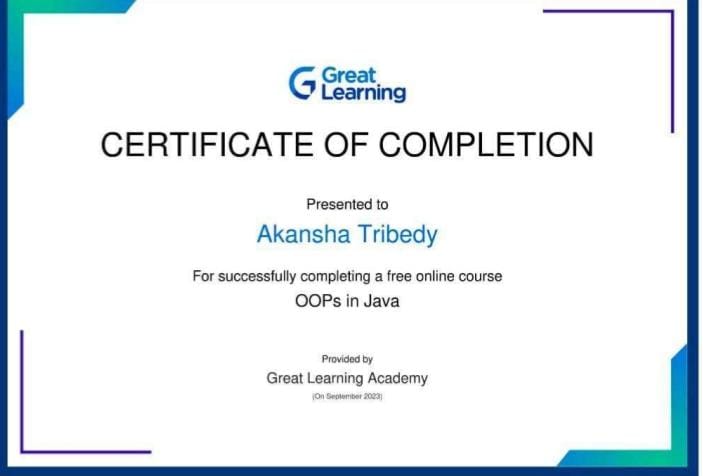 Great
Learning
CERTIFICATE OF COMPLETION
Presented to
Akansha Tribedy
For successfully completing a free online course
OOPs in Java
Provided by
Great Learning Academy
(On September 2023)